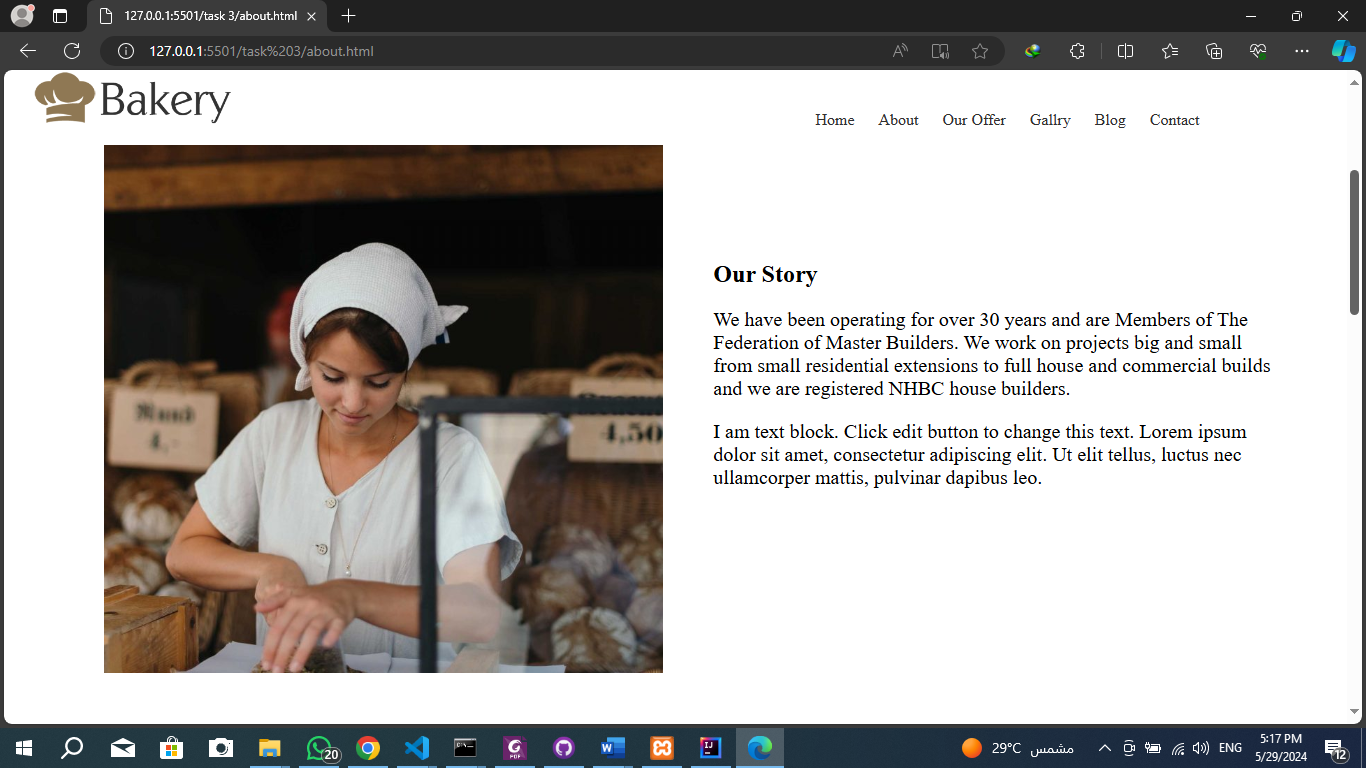 127.0.0.1:5501/task 3/about.html
127.0.0.1:5501/task%203/about.html
Bakery
Home About Our Offer Gallry Blog Contact
Our Story
We have been operating for over 30 years and are Members of The
Federation of Master Builders. We work on projects big and small
from small residential extensions to full house and commercial builds
and we are registered NHBC house builders.
I am text block. Click edit button to change this text. Lorem ipsum
dolor sit amet, consectetur adipiscing elit. Ut elit tellus, luctus nec
ullamcorper mattis, pulvinar dapibus leo.
4,-
4,50
20
29°C مشمس
ENG
5:17 PM
5/29/2024
12